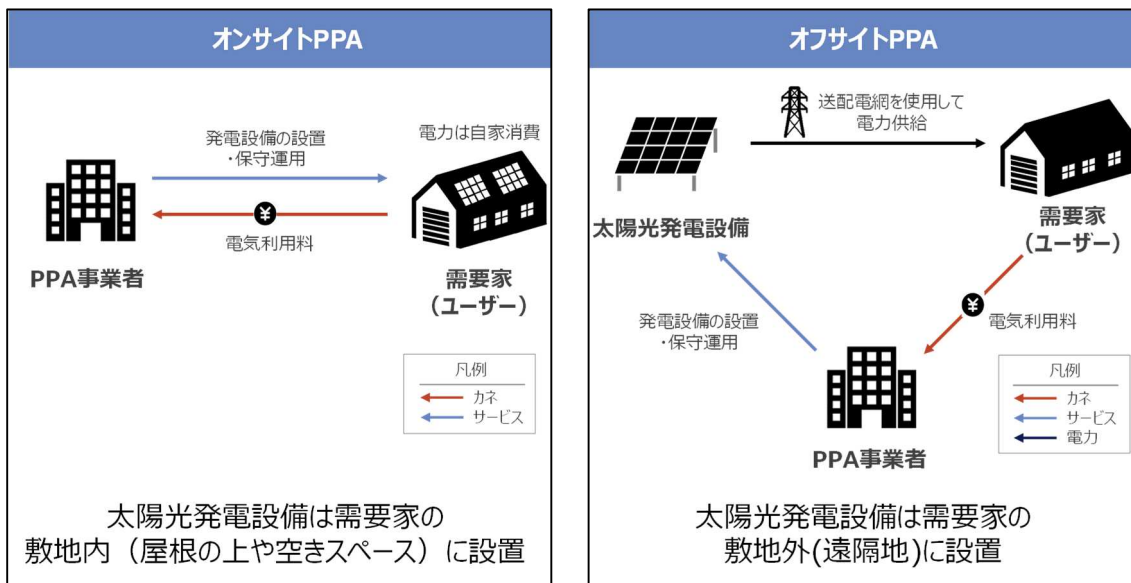 オンサイトPPA
発電設備の設置
・保守運用
電力は自家消費
¥
電気利用料
PPA事業者
需要家
（ユーザー）
凡例
カネ
サービス
太陽光発電設備は需要家の
敷地内（屋根の上や空きスペース）に設置
オフサイトPPA
送配電網を使用して
電力供給
太陽光発電設備
需要家
（ユーザー）
発電設備の設置
・保守運用
¥
電気利用料
PPA事業者
凡例
カネ
サービス
電力
太陽光発電設備は需要家の
敷地外(遠隔地)に設置